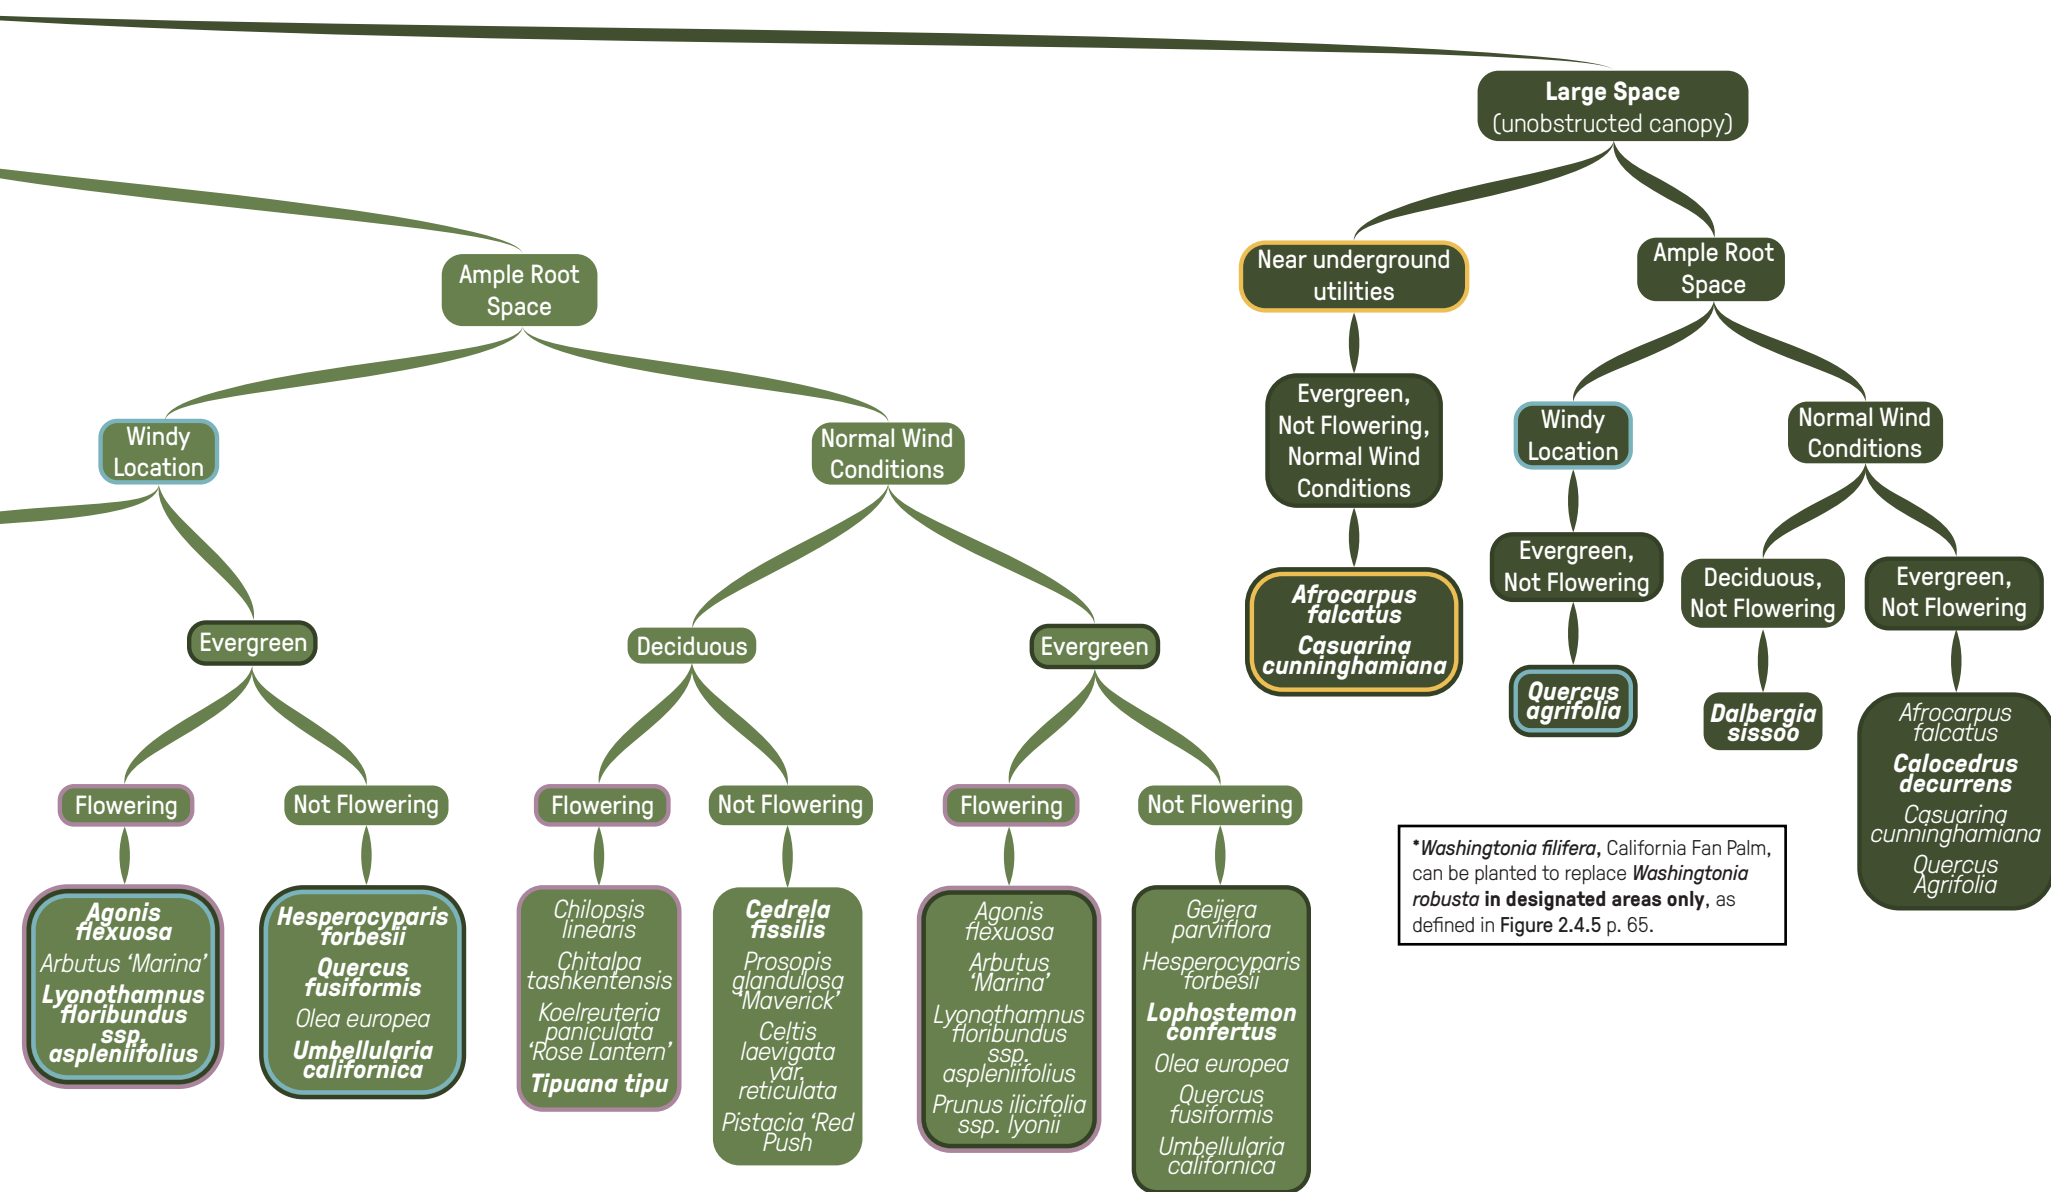 Large Space
(unobstructed canopy)
Near underground
utilities
Ample Root
Space
Ample Root
Space
Evergreen,
Not Flowering,
Normal Wind
Conditions
Windy
Location
Normal Wind
Conditions
Windy
Location
Normal Wind
Conditions
Evergreen,
Not Flowering
Deciduous,
Not Flowering
Evergreen,
Not Flowering
Afrocarpus
falcatus
Casuarina
cunninghamiana
Quercus
agrifolia
Dalbergia
sissoo
Afrocarpus
falcatus
Calocedrus
decurrens
Casuarina
cunninghamiana
Quercus
Agrifolia
Evergreen
Deciduous
Evergreen
Flowering
Not Flowering
Flowering
Not Flowering
Flowering
Not Flowering
Agonis
flexuosa
Arbutus ‘Marina’
Lyonothamnus
floribundus
ssp.
aspleniifolius
Hesperocyparis
forbesii
Quercus
fusiformis
Olea europea
Umbellularia
californica
Chilopsis
linearis
Chitalpa
tashkentensis
Koelreuteria
paniculata
‘Rose Lantern’
Tipuana tipu
Cedrela
fissilis
Prosopis
glandulosa
‘Maverick’
Celtis
laevigata
var.
reticulata
Pistacia ‘Red
Push
Agonis
flexuosa
Arbutus
‘Marina’
Lyonothamnus
floribundus
ssp.
aspleniifolius
Prunus ilicifolia
ssp. lyonii
Geijera
parviflora
Hesperocyparis
forbesii
Lophostemon
confertus
Olea europea
Quercus
fusiformis
Umbellularia
californica
*Washingtonia filifera, California Fan Palm,
can be planted to replace Washingtonia
robusta in designated areas only, as
defined in Figure 2.4.5 p. 65.